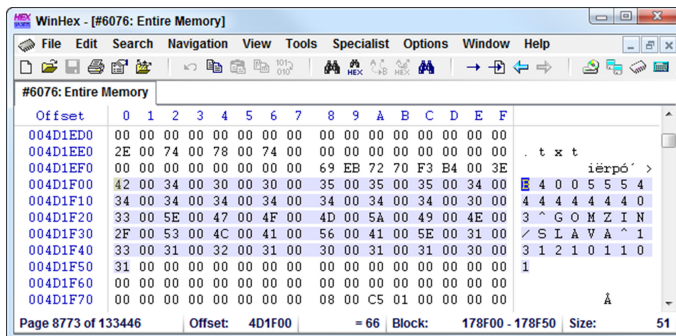 WinHex - [#6076: Entire Memory]
File Edit Search Navigation View Tools Specialist Options Window Help
#6076: Entire Memory
Offset 0 1 2 3 4 5 6 7 8 9 A B C D E F
004D1ED0 00 00 00 00 00 00 00 00 00 00 00 00 00 00 00 00
004D1EE0 2E 00 74 00 78 00 74 00 00 00 00 00 00 00 00 00 . t x t
004D1EF0 00 00 00 00 00 00 00 00 69 EB 72 70 F3 B4 00 3E iërpó´ >
004D1F00 42 00 34 00 30 00 30 00 35 00 35 00 35 00 34 00 B 4 0 0 5 5 5 4
004D1F10 34 00 34 00 34 00 34 00 34 00 34 00 34 00 30 00 4 4 4 4 4 4 4 0
004D1F20 33 00 5E 00 47 00 4F 00 4D 00 5A 00 49 00 4E 00 3 ^ G O M Z I N
004D1F30 2F 00 53 00 4C 00 41 00 56 00 41 00 5E 00 31 00 / S L A V A ^ 1
004D1F40 33 00 31 00 32 00 31 00 30 00 31 00 31 00 30 00 3 1 2 1 0 1 1 0
004D1F50 31 00 00 00 00 00 00 00 00 00 00 00 00 00 00 00 1
004D1F60 00 00 00 00 00 00 00 00 00 00 00 00 00 00 00 00
004D1F70 00 00 00 00 00 00 00 00 08 00 C5 01 00 00 00 00 Å
Page 8773 of 133446 Offset: 4D1F00 = 66 Block: 178F00 - 178F50 Size: 51